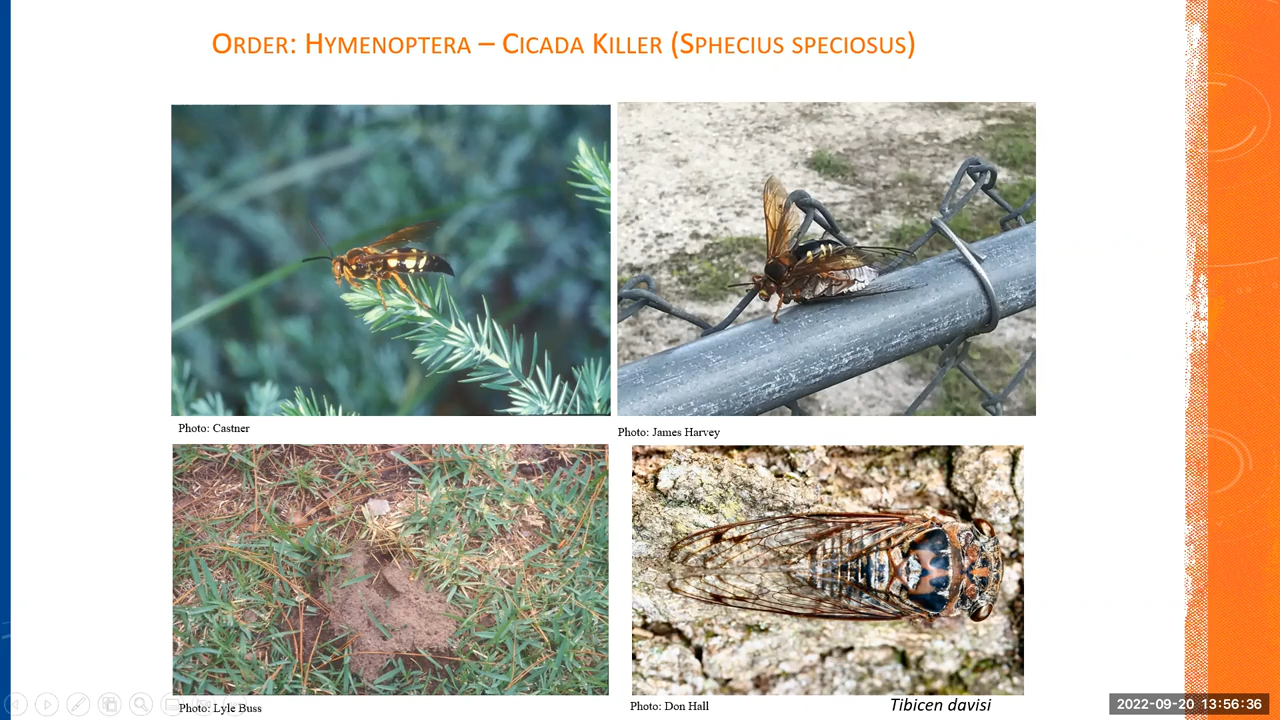 Order: Hymenoptera – Cicada Killer (Sphecius speciosus)
Photo: Castner
Photo: James Harvey
Photo: Lyle Buss
Photo: Don Hall
Tibicen davisi
2022-09-20 13:56:36